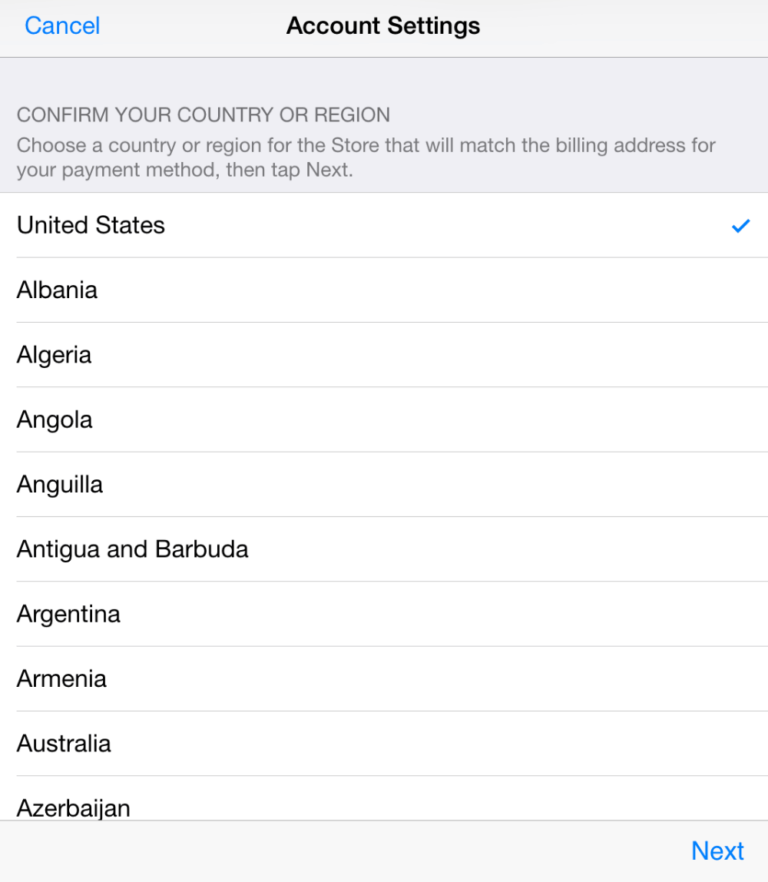 Cancel Account Settings
CONFIRM YOUR COUNTRY OR REGION
Choose a country or region for the Store that will match the billing address for
your payment method, then tap Next.
United States
Albania
Algeria
Angola
Anguilla
Antigua and Barbuda
Argentina
Armenia
Australia
Azerbaijan
Next